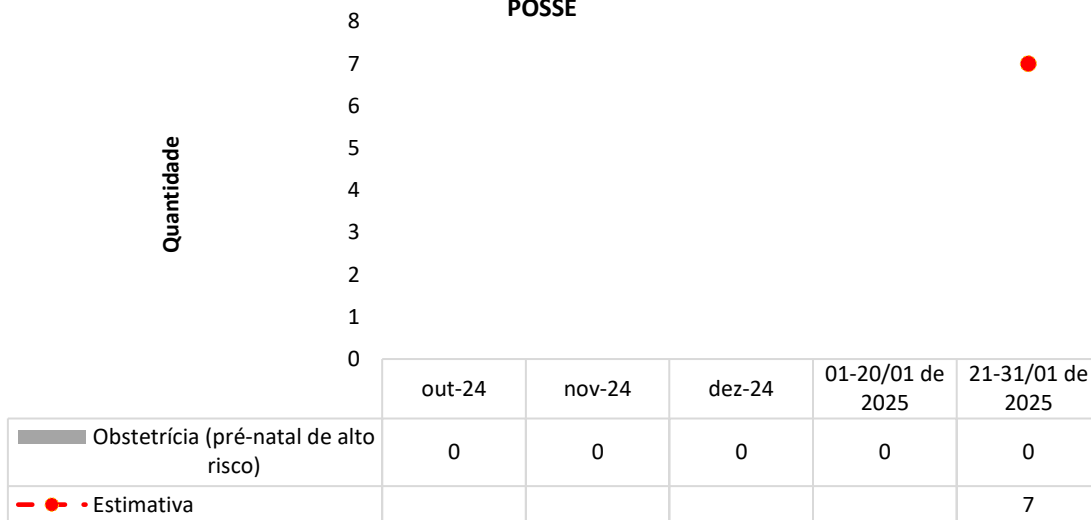 POSSE
8
7
6
5
4
3
2
1
0
Quantidade
out-24 nov-24 dez-24 01-20/01 de 2025 21-31/01 de 2025
Obstetrícia (pré-natal de alto risco) 0 0 0 0 0
Estimativa 7